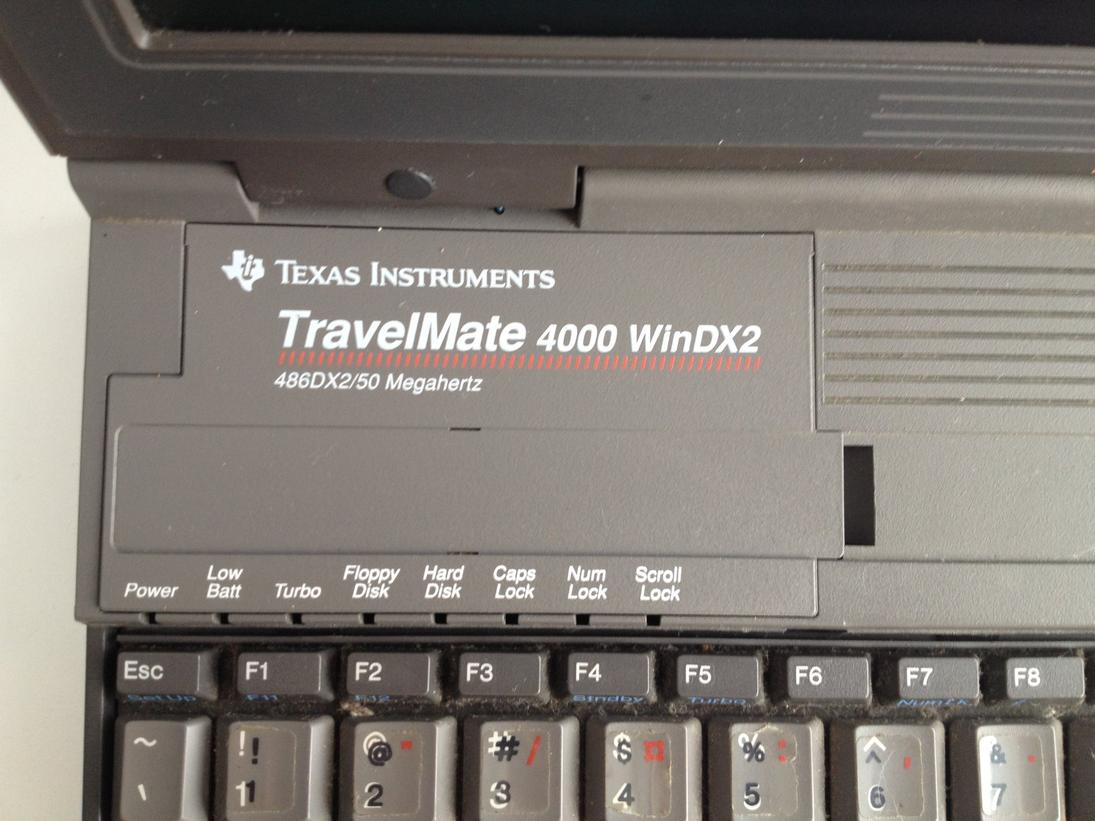 TEXAS INSTRUMENTS
TravelMate 4000 WinDX2
486DX2/50 Megahertz
Power Low Batt Turbo Floppy Disk Hard Disk Caps Lock Num Lock Scroll Lock
Esc F1 F2 F3 F4 F5 F6 F7 F8
Set Up F11 F12 Stndby Turbo NumLk
~ ! @ " # / $ ¤ % : ^ , & .
` 1 2 3 4 5 6 7